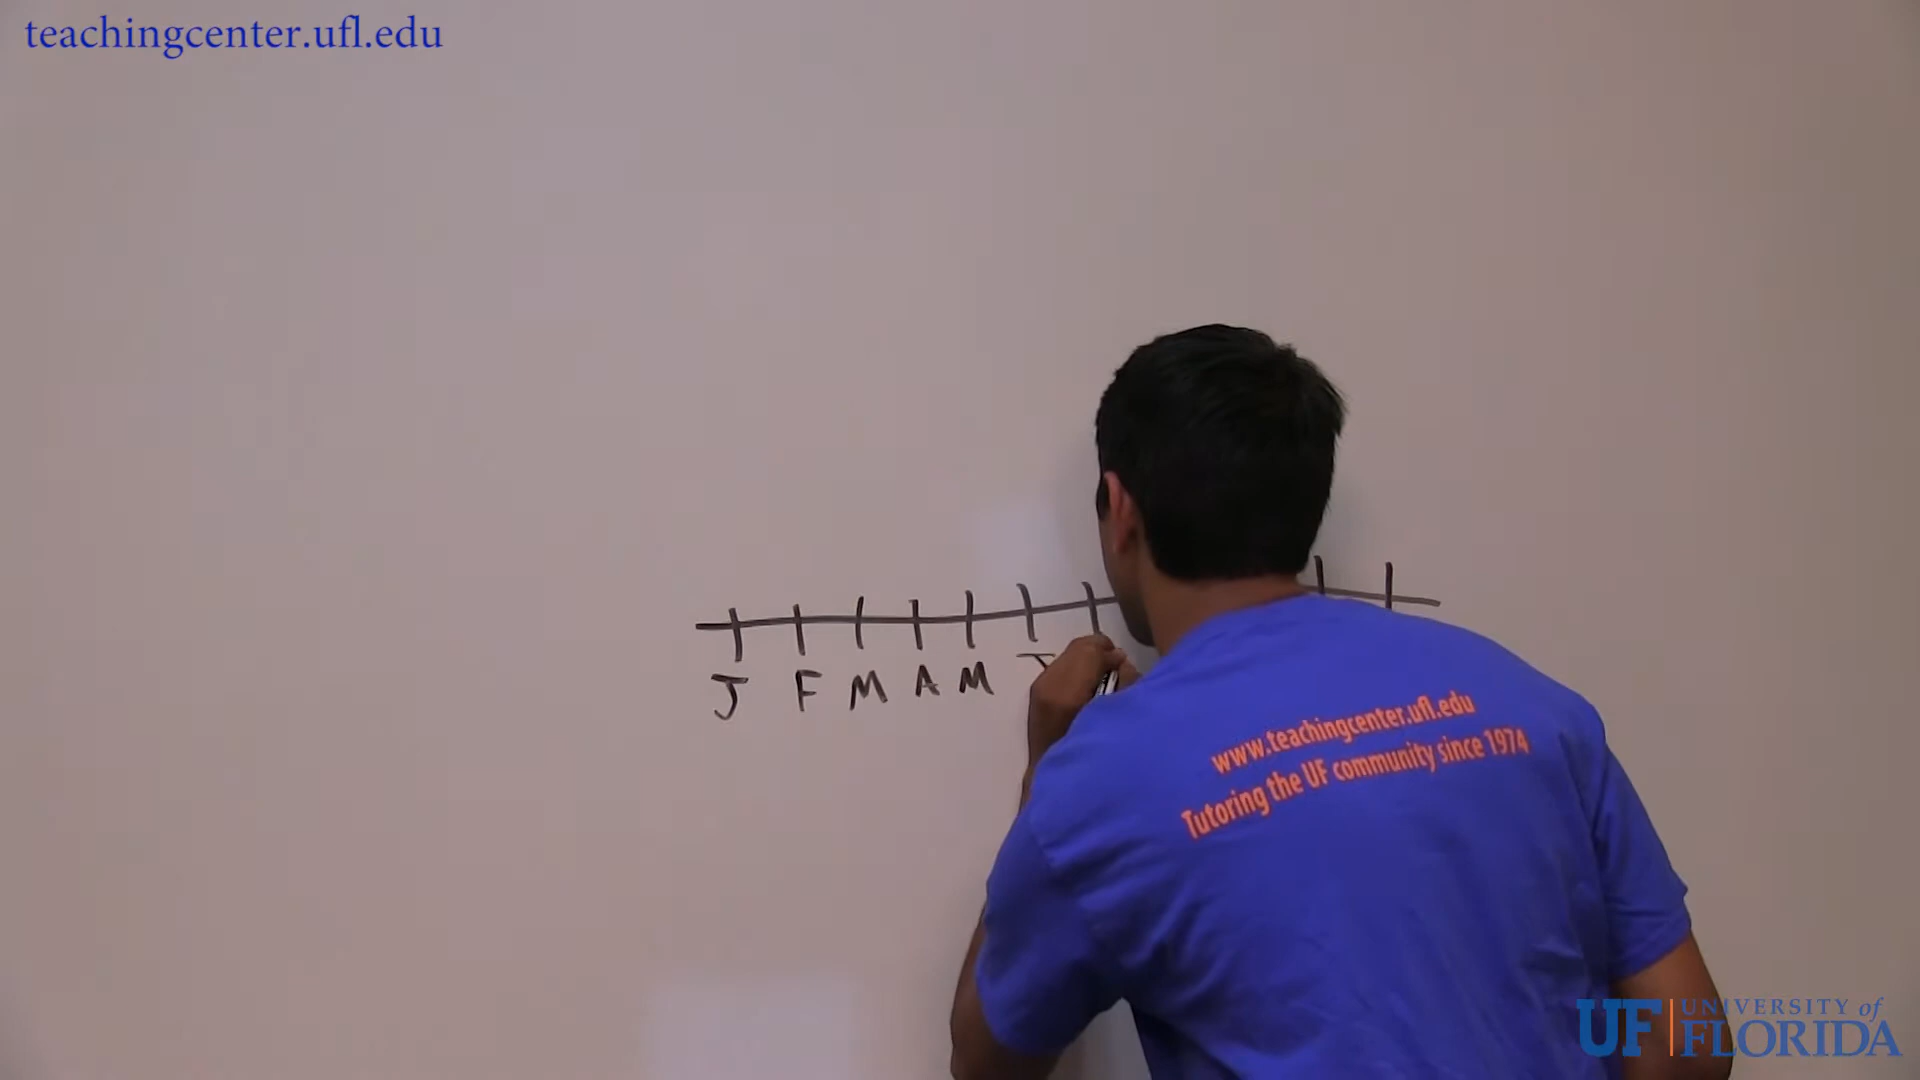 teachingcenter.ufl.edu
J F M A M J
www.teachingcenter.ufl.edu
Tutoring the UF community since 1974
UF UNIVERSITY of
FLORIDA